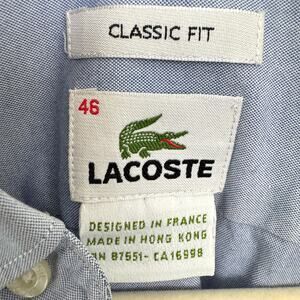 CLASSIC FIT
46
LACOSTE
DESIGNED IN FRANCE
MADE IN HONG KONG
RN 87651- CA16998